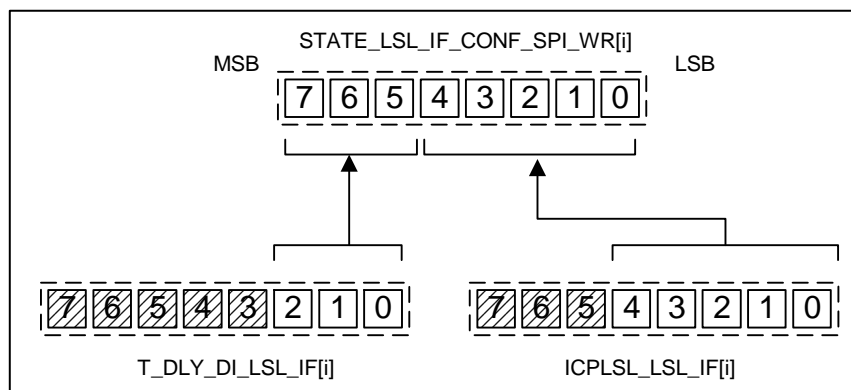 STATE_LSL_IF_CONF_SPI_WR[i]
MSB LSB
7 6 5 4 3 2 1 0
7 6 5 4 3 2 1 0 7 6 5 4 3 2 1 0
T_DLY_DI_LSL_IF[i] ICPLSL_LSL_IF[i]